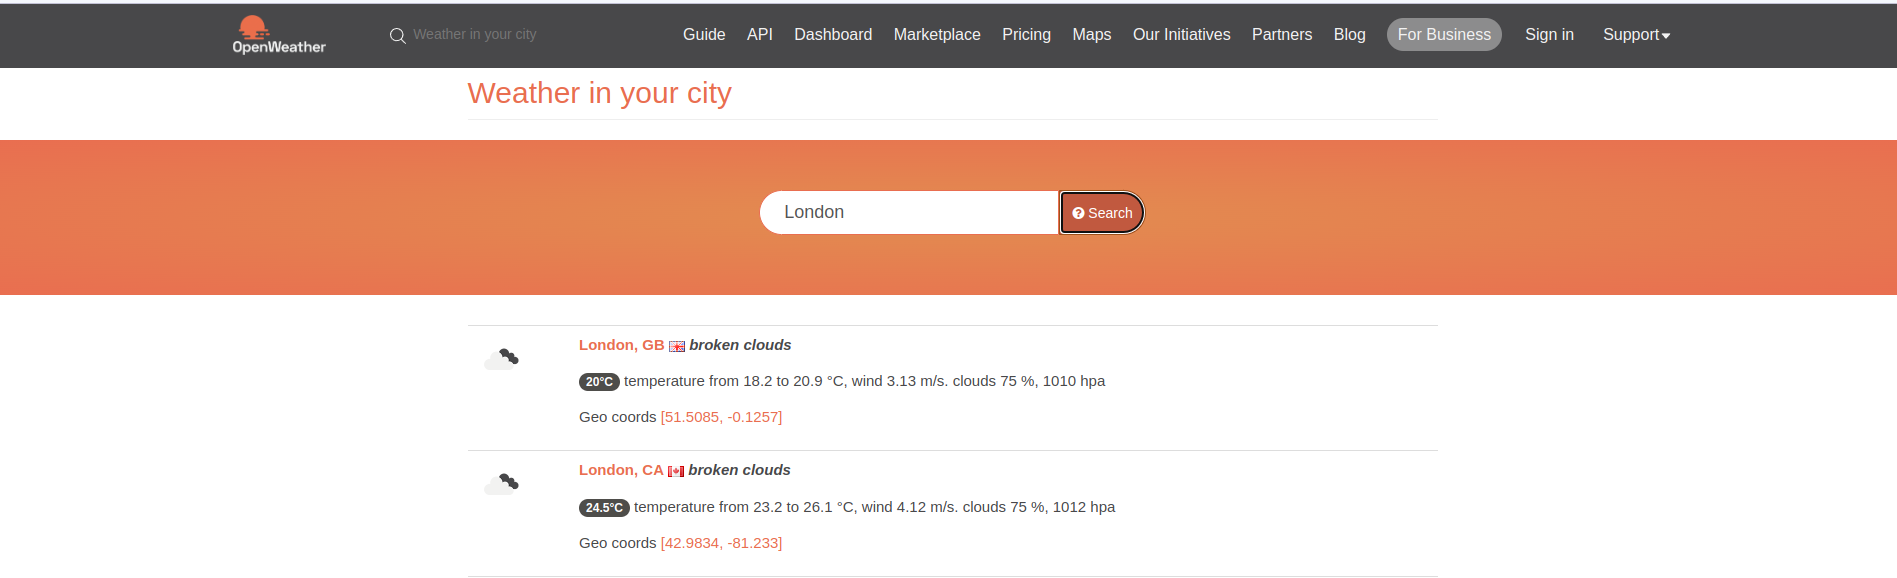 OpenWeather
Weather in your city
Guide API Dashboard Marketplace Pricing Maps Our Initiatives Partners Blog For Business Sign in Support
Weather in your city
London Search
London, GB broken clouds
20°C temperature from 18.2 to 20.9 °C, wind 3.13 m/s. clouds 75 %, 1010 hpa
Geo coords [51.5085, -0.1257]
London, CA broken clouds
24.5°C temperature from 23.2 to 26.1 °C, wind 4.12 m/s. clouds 75 %, 1012 hpa
Geo coords [42.9834, -81.233]